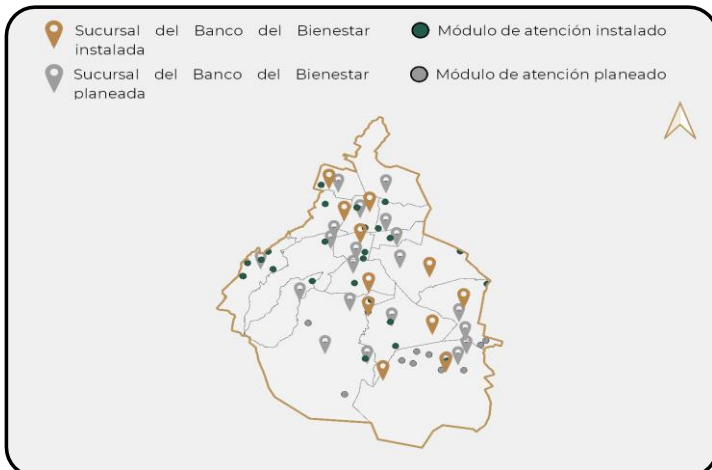 Sucursal del Banco del Bienestar
instalada
Módulo de atención instalado
Sucursal del Banco del Bienestar
planeada
Módulo de atención planeado